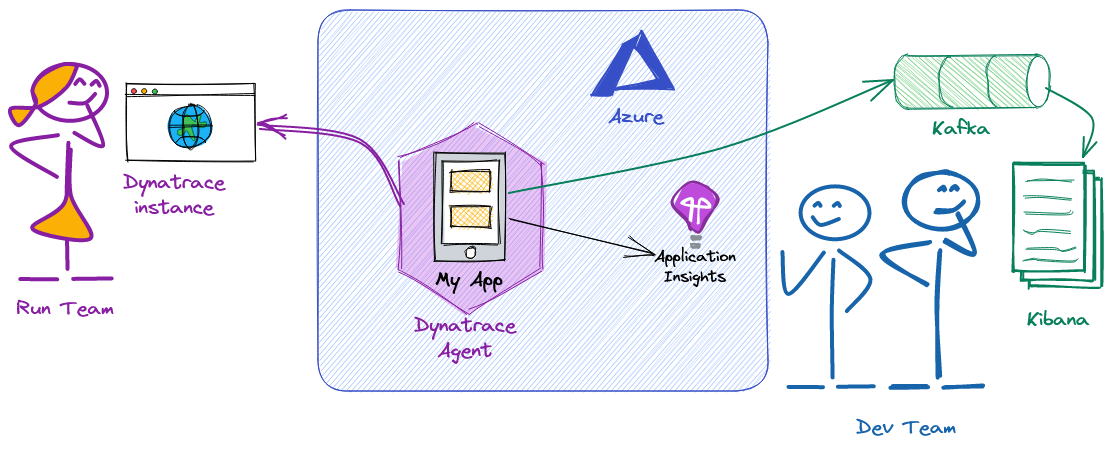 Azure
Kafka
Dynatrace
instance
Application
Insights
My App
Run Team
Dynatrace
Agent
Kibana
Dev Team